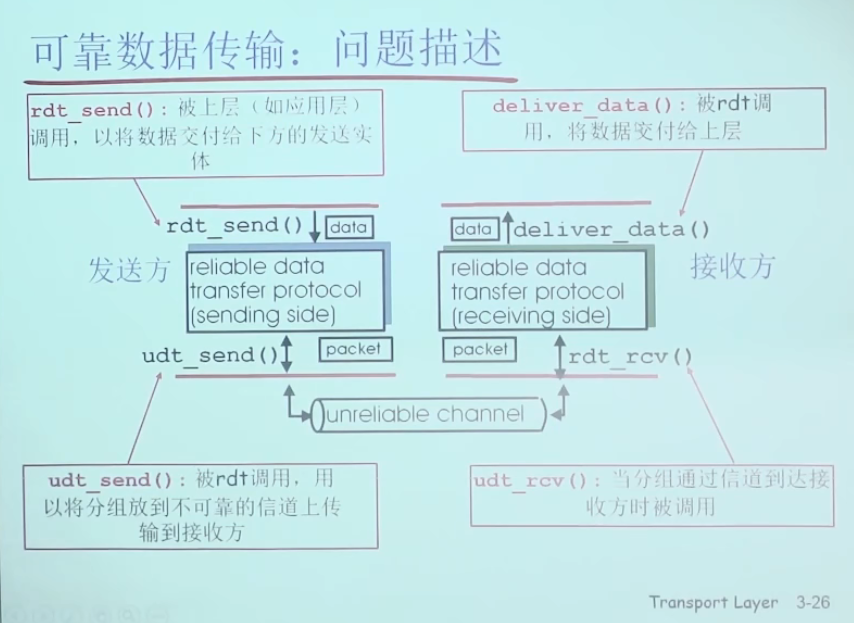 可靠数据传输： 问题描述
rdt_send(): 被上层（如应用层）
调用，以将数据交付给下方的发送实
体
deliver_data(): 被rdt调
用，将数据交付给上层
rdt_send()
data
data
deliver_data()
发送方
reliable data
transfer protocol
(sending side)
reliable data
transfer protocol
(receiving side)
接收方
udt_send()
packet
packet
rdt_rcv()
unreliable channel
udt_send(): 被rdt调用，用
以将分组放到不可靠的信道上传
输到接收方
udt_rcv(): 当分组通过信道到达接
收方时被调用
Transport Layer 3-26